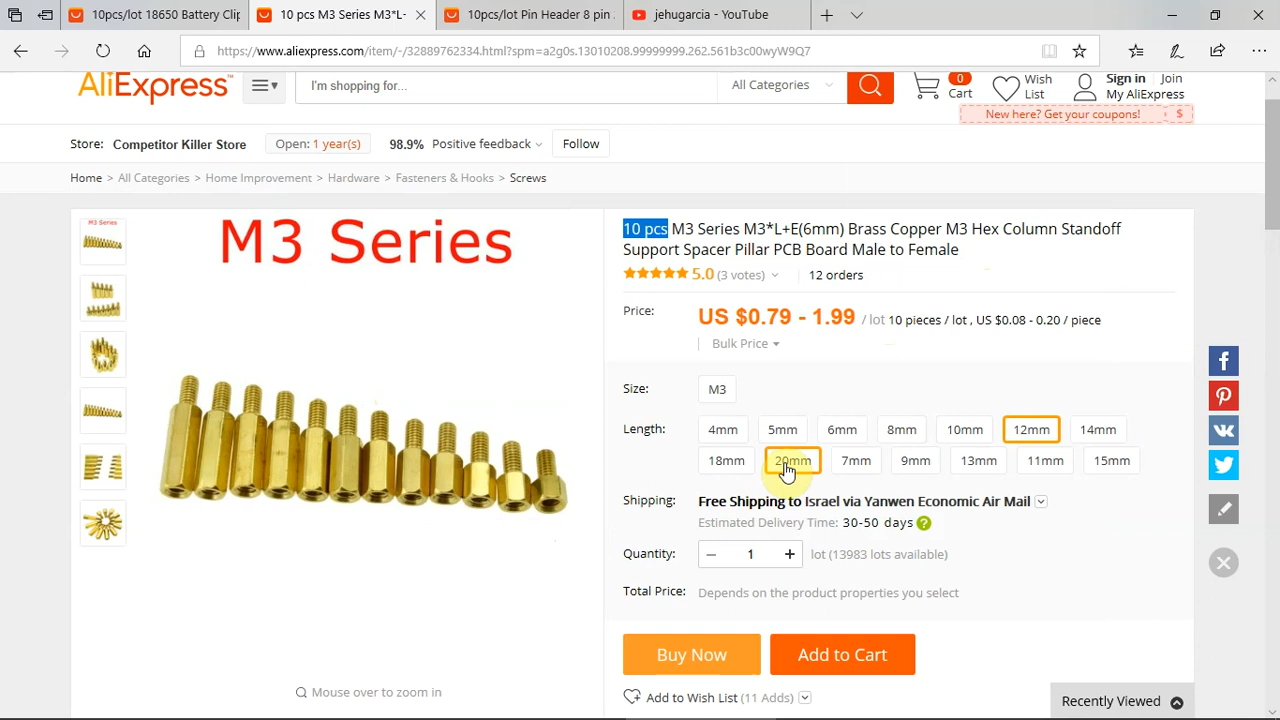 10pcs/lot 18650 Battery Clip
10 pcs M3 Series M3*L+
10pcs/lot Pin Header 8 pin
jehugarcia - YouTube
https://www.aliexpress.com/item/-/32889762334.html?spm=a2g0s.13010208.99999999.262.561b3c00wyW9Q7
AliExpress™
I'm shopping for...
All Categories
0
Cart
Wish
List
Sign in
Join
My AliExpress
New here? Get your coupons!
$
Store: Competitor Killer Store
Open: 1 year(s)
98.9% Positive feedback
Follow
Home > All Categories > Home Improvement > Hardware > Fasteners & Hooks > Screws
M3 Series
M3 Series
10 pcs M3 Series M3*L+E(6mm) Brass Copper M3 Hex Column Standoff
Support Spacer Pillar PCB Board Male to Female
5.0 (3 votes) 12 orders
Price: US $0.79 - 1.99 / lot 10 pieces / lot , US $0.08 - 0.20 / piece
Bulk Price
Size: M3
Length: 4mm 5mm 6mm 8mm 10mm 12mm 14mm
18mm 20mm 7mm 9mm 13mm 11mm 15mm
Shipping: Free Shipping to Israel via Yanwen Economic Air Mail
Estimated Delivery Time: 30-50 days ?
Quantity: − 1 + lot (13983 lots available)
Total Price: Depends on the product properties you select
Buy Now
Add to Cart
Mouse over to zoom in
Add to Wish List (11 Adds)
Recently Viewed